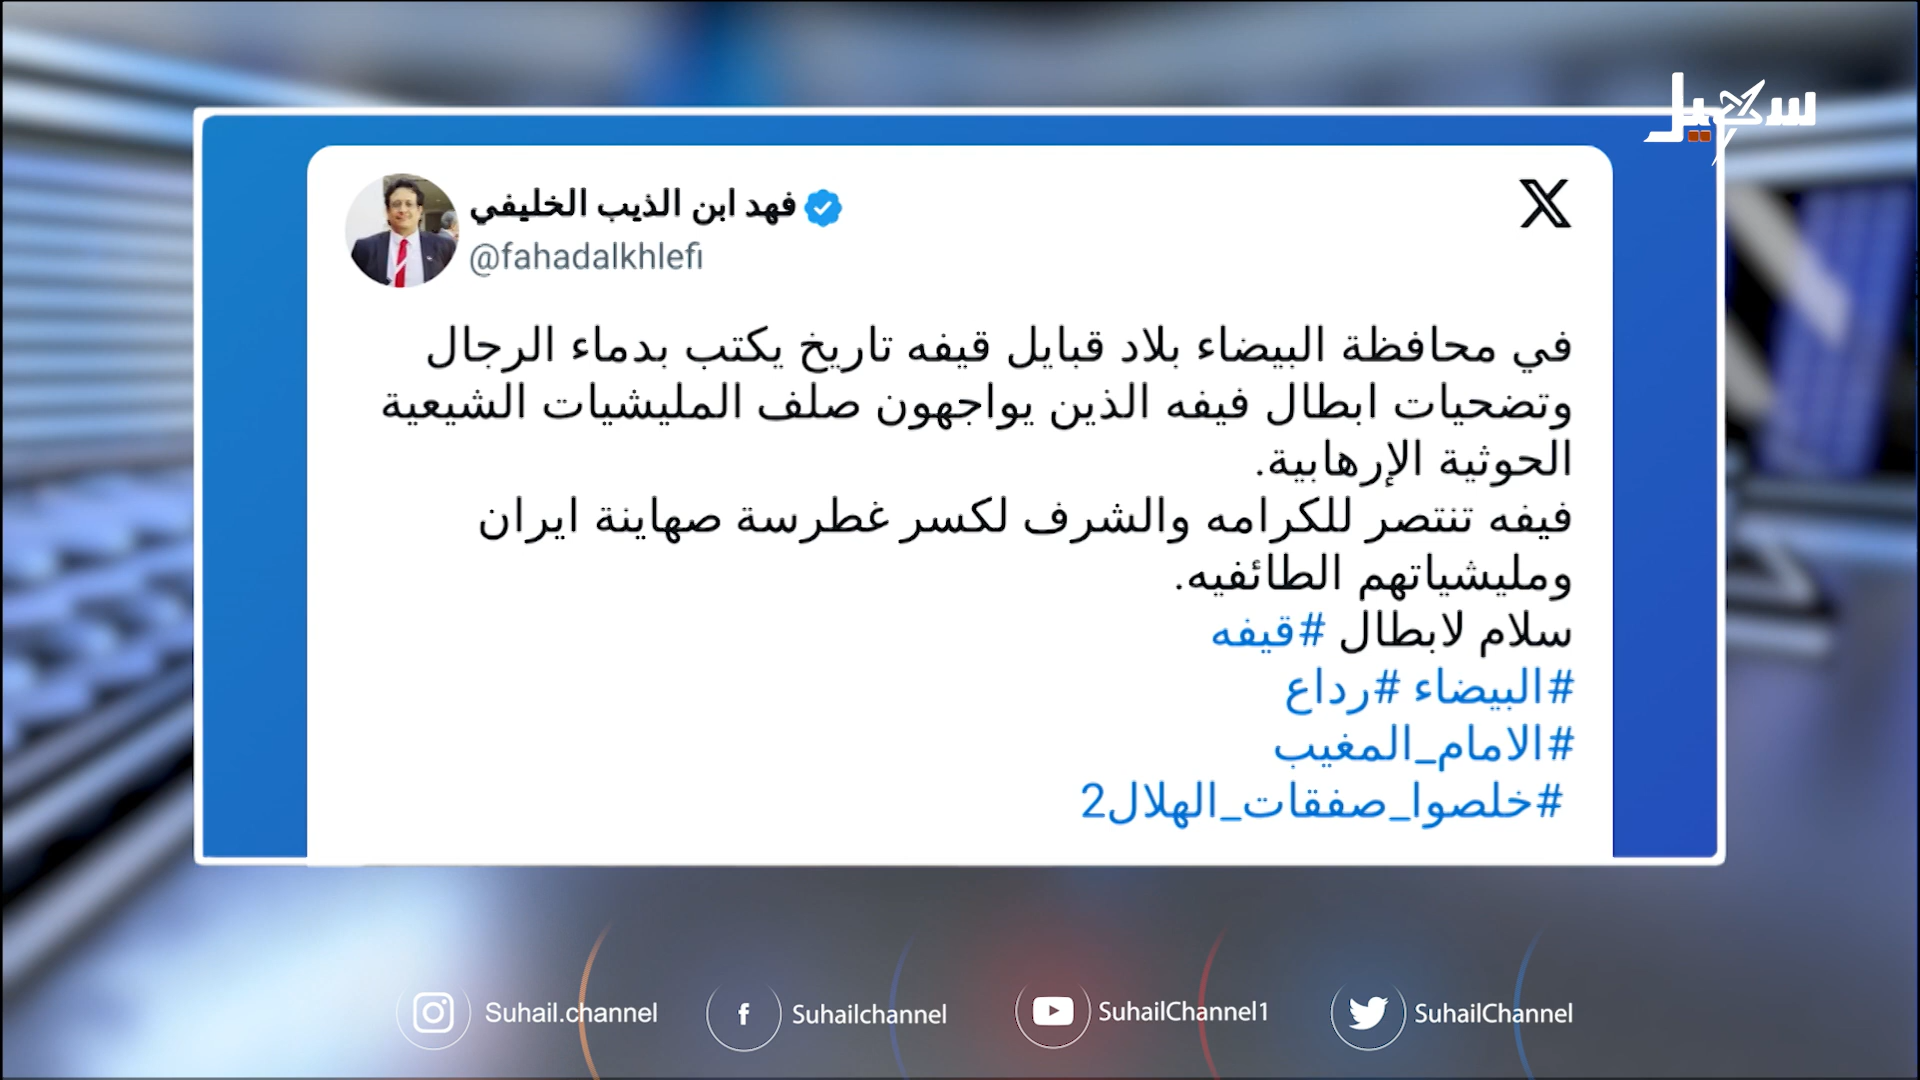 سهيل
فهد ابن الذيب الخليفي
@fahadalkhlefi
في محافظة البيضاء بلاد قبايل قيفه تاريخ يكتب بدماء الرجال
وتضحيات ابطال فيفه الذين يواجهون صلف المليشيات الشيعية
الحوثية الإرهابية.
فيفه تنتصر للكرامه والشرف لكسر غطرسة صهاينة ايران
ومليشياتهم الطائفيه.
سلام لابطال #قيفه
#البيضاء #رداع
#الامام_المغيب
#خلصوا_صفقات_الهلال2
Suhail.channel
Suhailchannel
SuhailChannel1
SuhailChannel